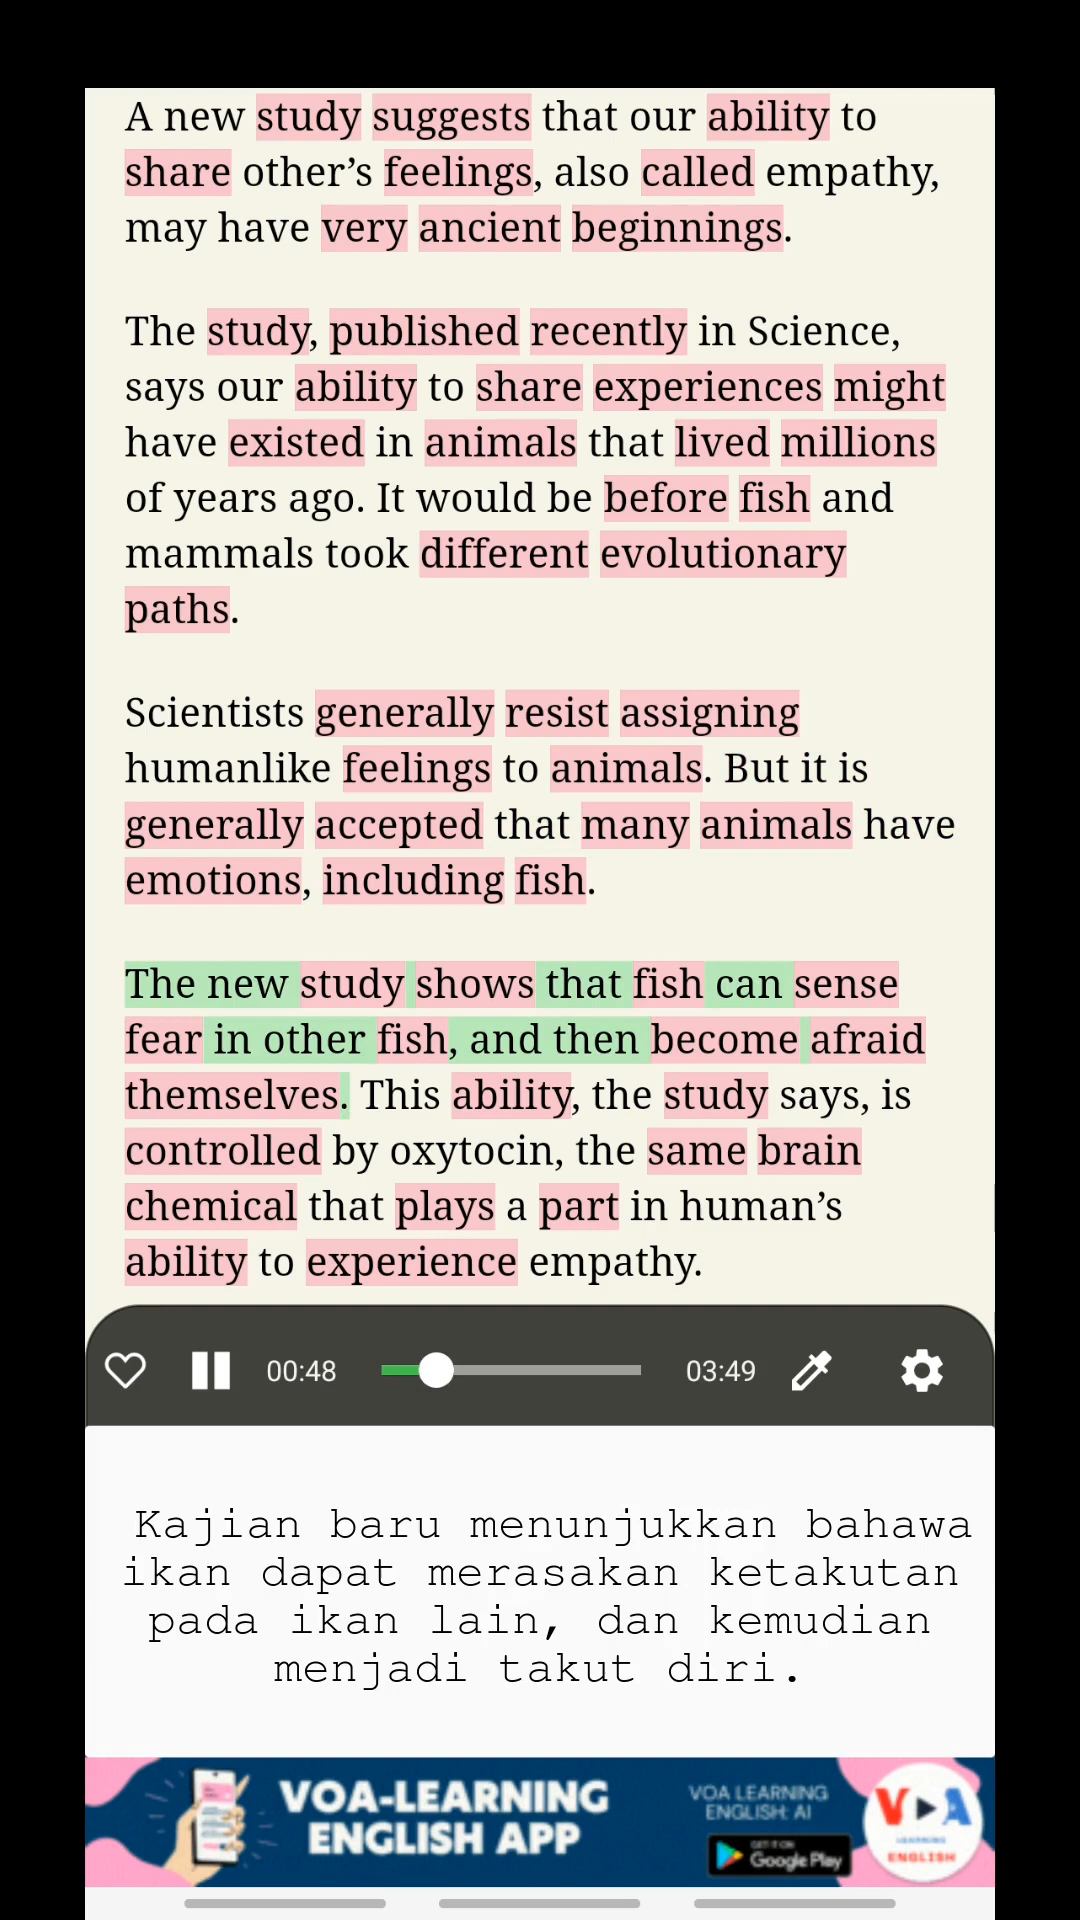 A new study suggests that our ability to
share other’s feelings, also called empathy,
may have very ancient beginnings.
The study, published recently in Science,
says our ability to share experiences might
have existed in animals that lived millions
of years ago. It would be before fish and
mammals took different evolutionary
paths.
Scientists generally resist assigning
humanlike feelings to animals. But it is
generally accepted that many animals have
emotions, including fish.
The new study shows that fish can sense
fear in other fish, and then become afraid
themselves. This ability, the study says, is
controlled by oxytocin, the same brain
chemical that plays a part in human’s
ability to experience empathy.
00:48
03:49
Kajian baru menunjukkan bahawa
ikan dapat merasakan ketakutan
pada ikan lain, dan kemudian
menjadi takut diri.
VOA-LEARNING
ENGLISH APP
VOA LEARNING
ENGLISH: AI
GET IT ON
Google Play
VOA
LEARNING
ENGLISH